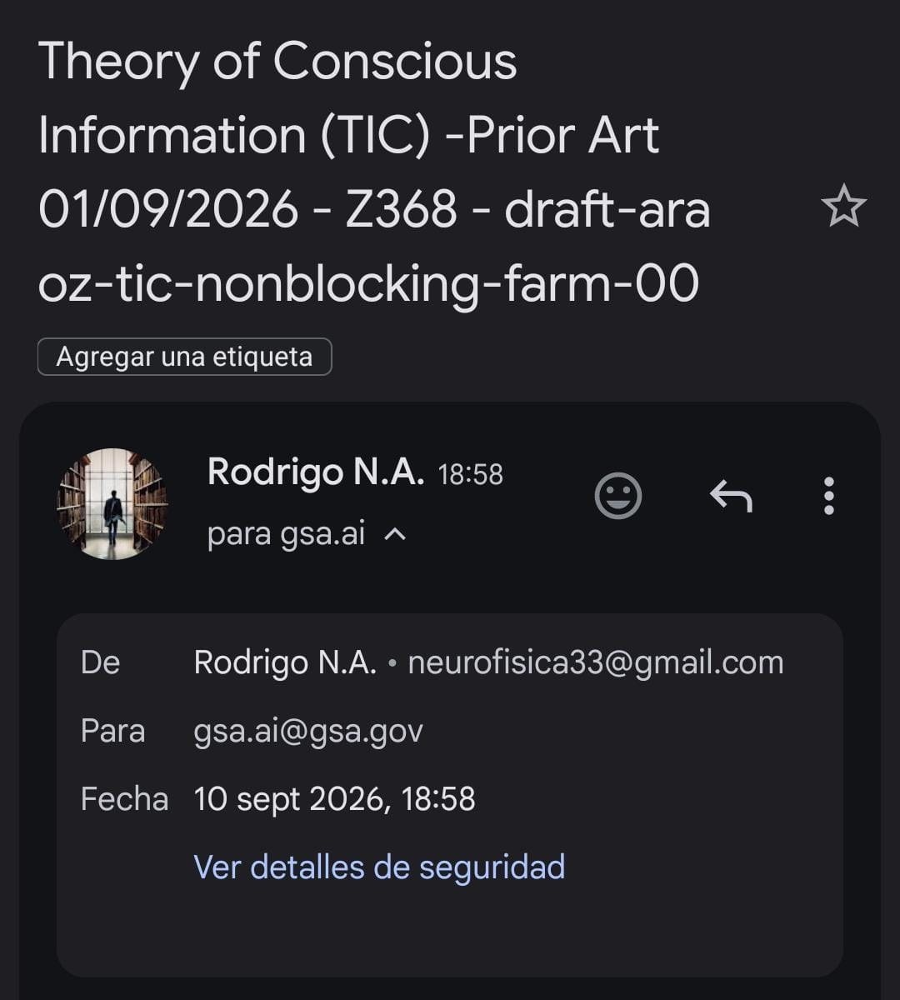 Theory of Conscious
Information (TIC) -Prior Art
01/09/2026 - Z368 - draft-ara
oz-tic-nonblocking-farm-00
Agregar una etiqueta
Rodrigo N.A. 18:58
para gsa.ai
De Rodrigo N.A. • neurofisica33@gmail.com
Para gsa.ai@gsa.gov
Fecha 10 sept 2026, 18:58
Ver detalles de seguridad